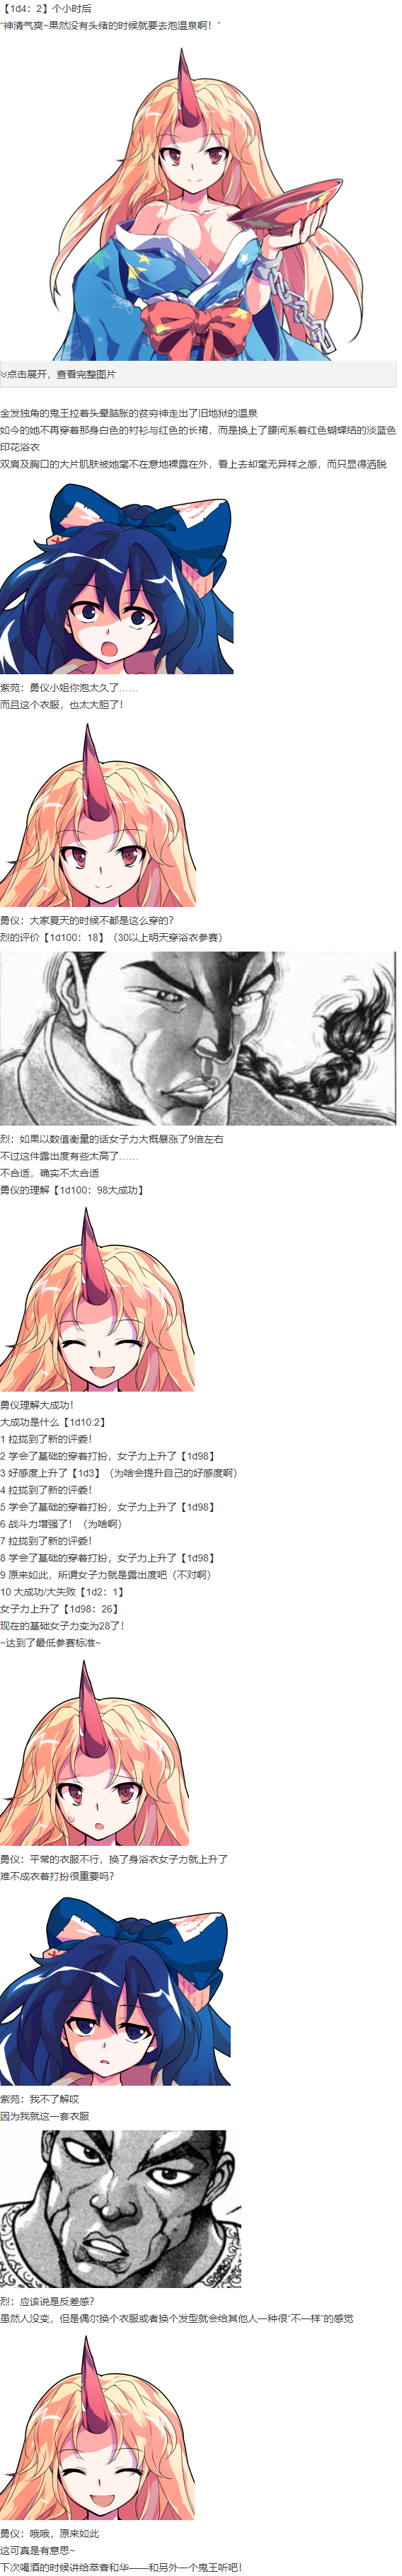 【1d4：2】个小时后
“神清气爽~果然没有头绪的时候就要去泡温泉啊！”
点击展开，查看完整图片
金发独角的鬼王拉着头晕脑胀的贫穷神走出了旧地狱的温泉
如今的她不再穿着那身白色的衬衫与红色的长裙，而是换上了腰间系着红色蝴蝶结的淡蓝色
印花浴衣
双肩及胸口的大片肌肤被她毫不在意地裸露在外，看上去却毫无异样之感，而只显得洒脱
紫苑：勇仪小姐你泡太久了……
而且这个衣服，也太大胆了！
勇仪：大家夏天的时候不都是这么穿的？
烈的评价【1d100：18】（30以上明天穿浴衣参赛）
烈：如果以数值衡量的话女子力大概暴涨了9倍左右
不过这件露出度有些太高了……
不合适，确实不太合适
勇仪的理解【1d100：98大成功】
勇仪理解大成功！
大成功是什么【1d10:2】
1 拉拢到了新的评委！
2 学会了基础的穿着打扮，女子力上升了【1d98】
3 好感度上升了【1d3】（为啥会提升自己的好感度啊）
4 拉拢到了新的评委！
5 学会了基础的穿着打扮，女子力上升了【1d98】
6 战斗力增强了！（为啥啊）
7 拉拢到了新的评委！
8 学会了基础的穿着打扮，女子力上升了【1d98】
9 原来如此，所谓女子力就是露出度吧（不对啊）
10 大成功/大失败【1d2：1】
女子力上升了【1d98：26】
现在的基础女子力变为28了！
~达到了最低参赛标准~
勇仪：平常的衣服不行，换了身浴衣女子力就上升了
难不成衣着打扮很重要吗？
紫苑：我不了解哎
因为我就这一套衣服
烈：应该说是反差感？
虽然人没变，但是偶尔换个衣服或者换个发型就会给其他人一种很“不一样”的感觉
勇仪：哦哦，原来如此
这可真是有意思~
下次喝酒的时候讲给萃香和华——和另外一个鬼王听吧！